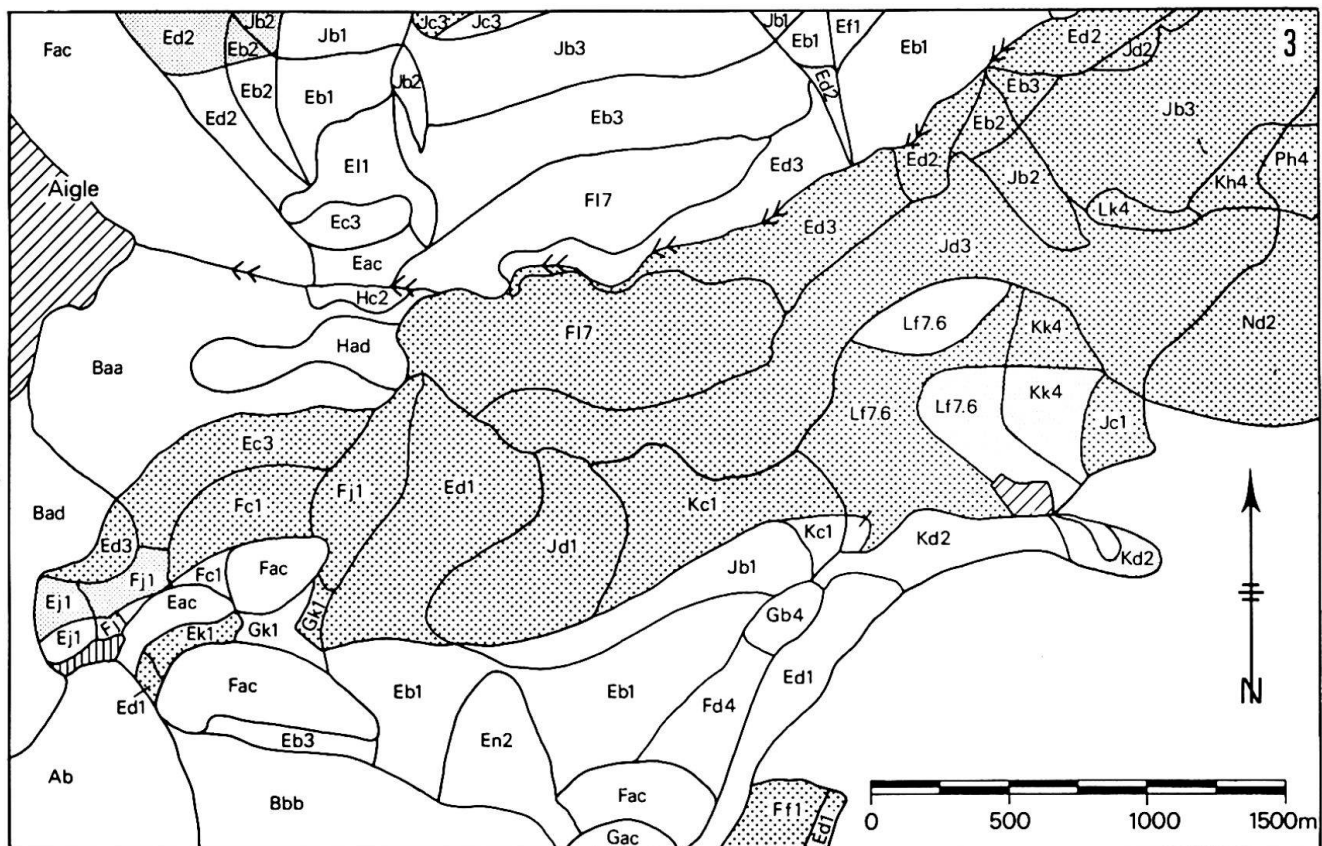 3
Fac
Ed2
Jb2
Eb2
Jb1
Jc3
Jc3
Jb3
Jb1
Eb1
Ef1
Eb1
Ed2
Jd2
Ed2
Eb2
Eb1
Jb2
Eb3
Ed2
Eb3
Eb2
Jb3
Aigle
El1
Ed3
Ed2
Jb2
Kh4
Ph4
Ec3
Fl7
Ed3
Lk4
Eac
Jd3
Hc2
Had
Baa
Fl7
Lf7.6
Kk4
Nd2
Ec3
Lf7.6
Lf7.6
Kk4
Jc1
Bad
Fc1
Fj1
Ed1
Kc1
Ed3
Jd1
Kc1
Kd2
Kd2
Fj1
Fc1
Fac
Jb1
Ej1
Eac
Gk1
Gb4
Ej1
Ek1
Gk1
Ed1
Fac
Eb1
Eb1
Fd4
Ed1
N
Eb3
En2
Ab
Bbb
Fac
Ff1
Ed1
Gac
0 500 1000 1500m